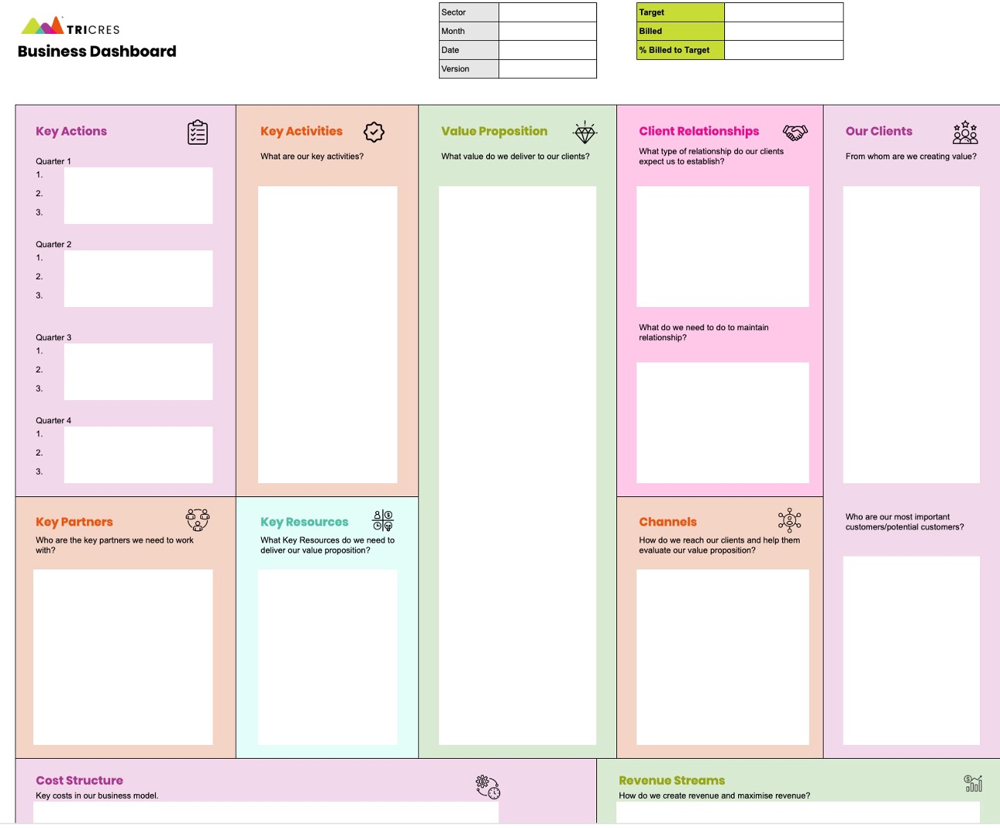 TRICRES
Business Dashboard
Sector
Month
Date
Version
Target
Billed
% Billed to Target
Key Actions
Quarter 1
1.
2.
3.
Quarter 2
1.
2.
3.
Quarter 3
1.
2.
3.
Quarter 4
1.
2.
3.
Key Activities
What are our key activities?
Value Proposition
What value do we deliver to our clients?
Client Relationships
What type of relationship do our clients
expect us to establish?
What do we need to do to maintain
relationship?
Our Clients
From whom are we creating value?
Who are our most important
customers/potential customers?
Key Partners
Who are the key partners we need to work
with?
Key Resources
What Key Resources do we need to
deliver our value proposition?
Channels
How do we reach our clients and help them
evaluate our value proposition?
Cost Structure
Key costs in our business model.
Revenue Streams
How do we create revenue and maximise revenue?